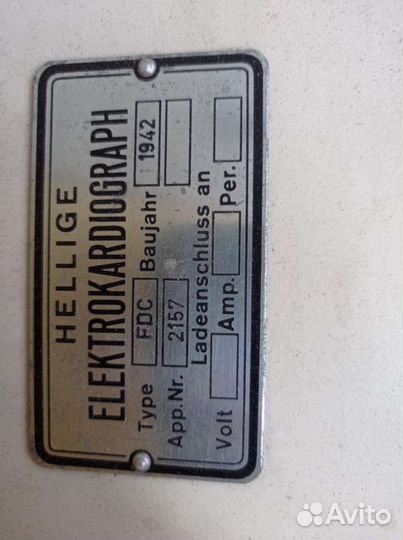 HELLIGE
ELEKTROKARDIOGRAPH
Type FDC Baujahr 1942
App.Nr. 2157
Ladeanschluss an
Volt Amp. Per.
Avito